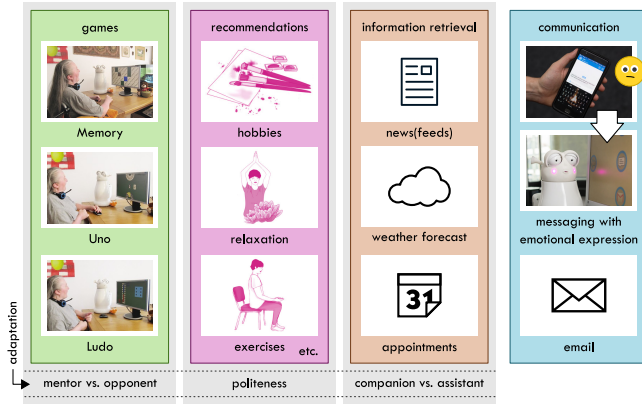 games
Memory
Uno
Ludo
recommendations
hobbies
relaxation
exercises
etc.
information retrieval
news(feeds)
weather forecast
31
appointments
communication
messaging with
emotional expression
email
adaptation
mentor vs. opponent
politeness
companion vs. assistant